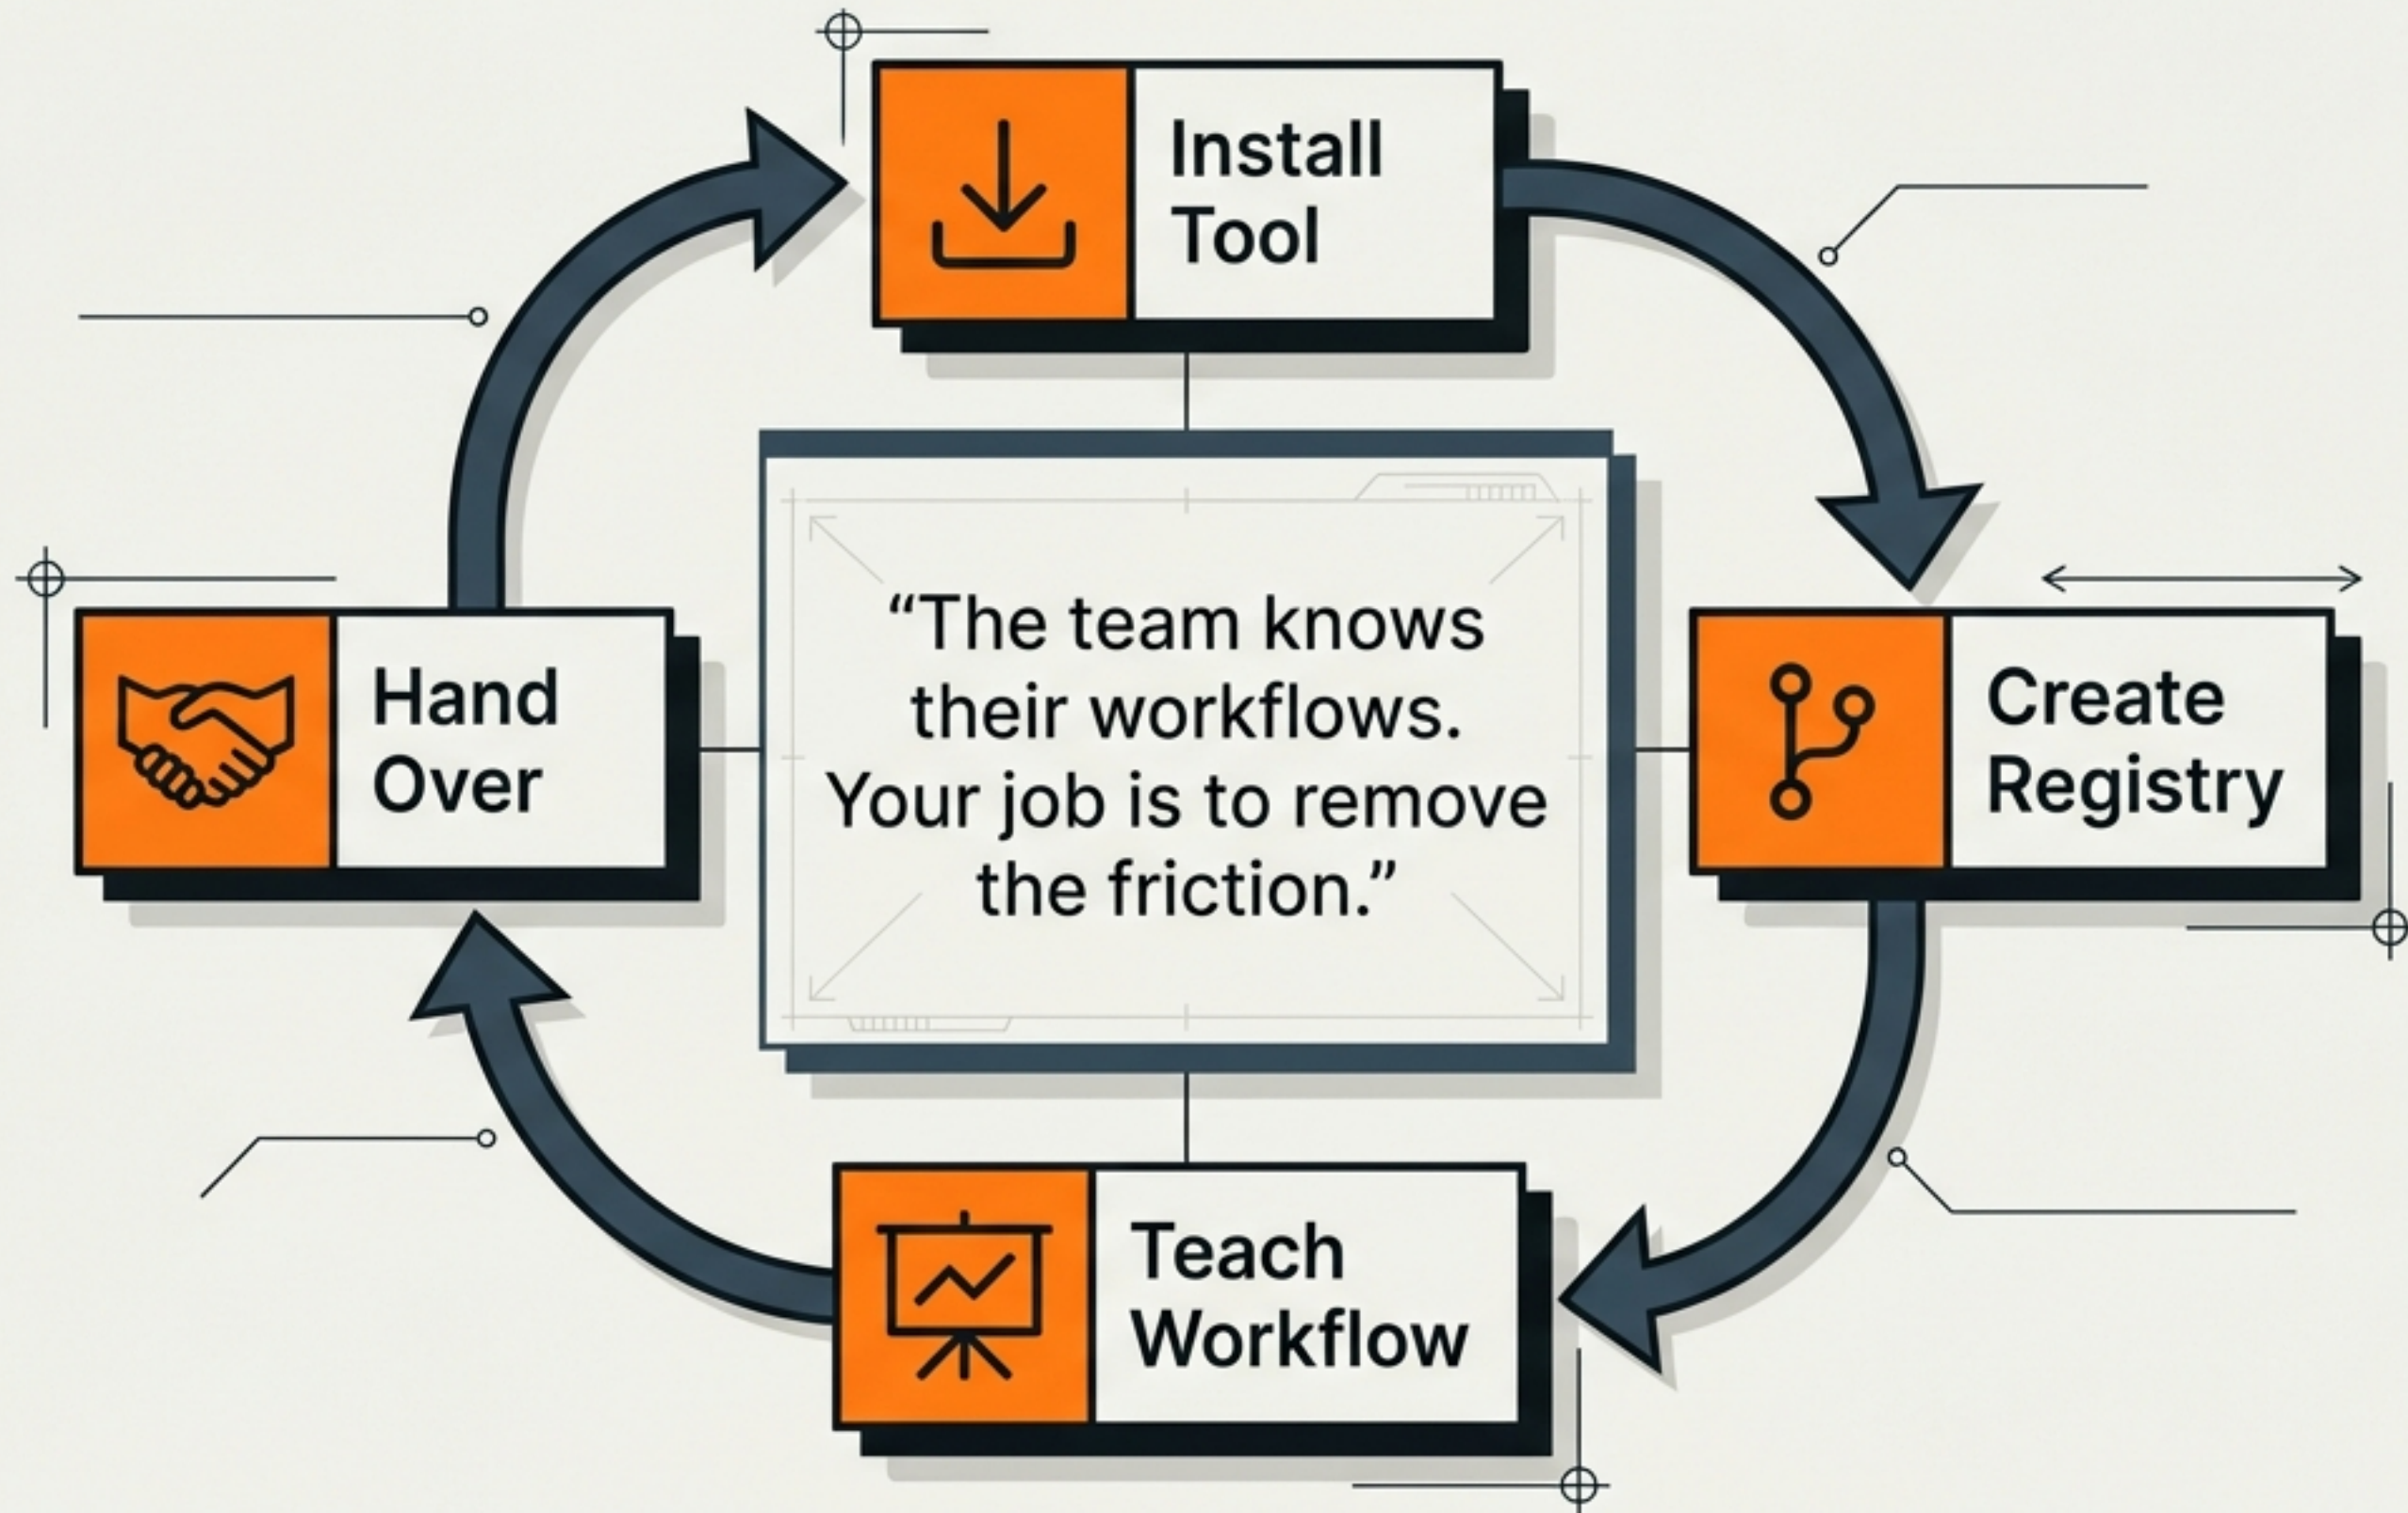 Install
Tool
“The team knows
their workflows.
Your job is to remove
the friction.”
Hand
Over
Create
Registry
Teach
Workflow